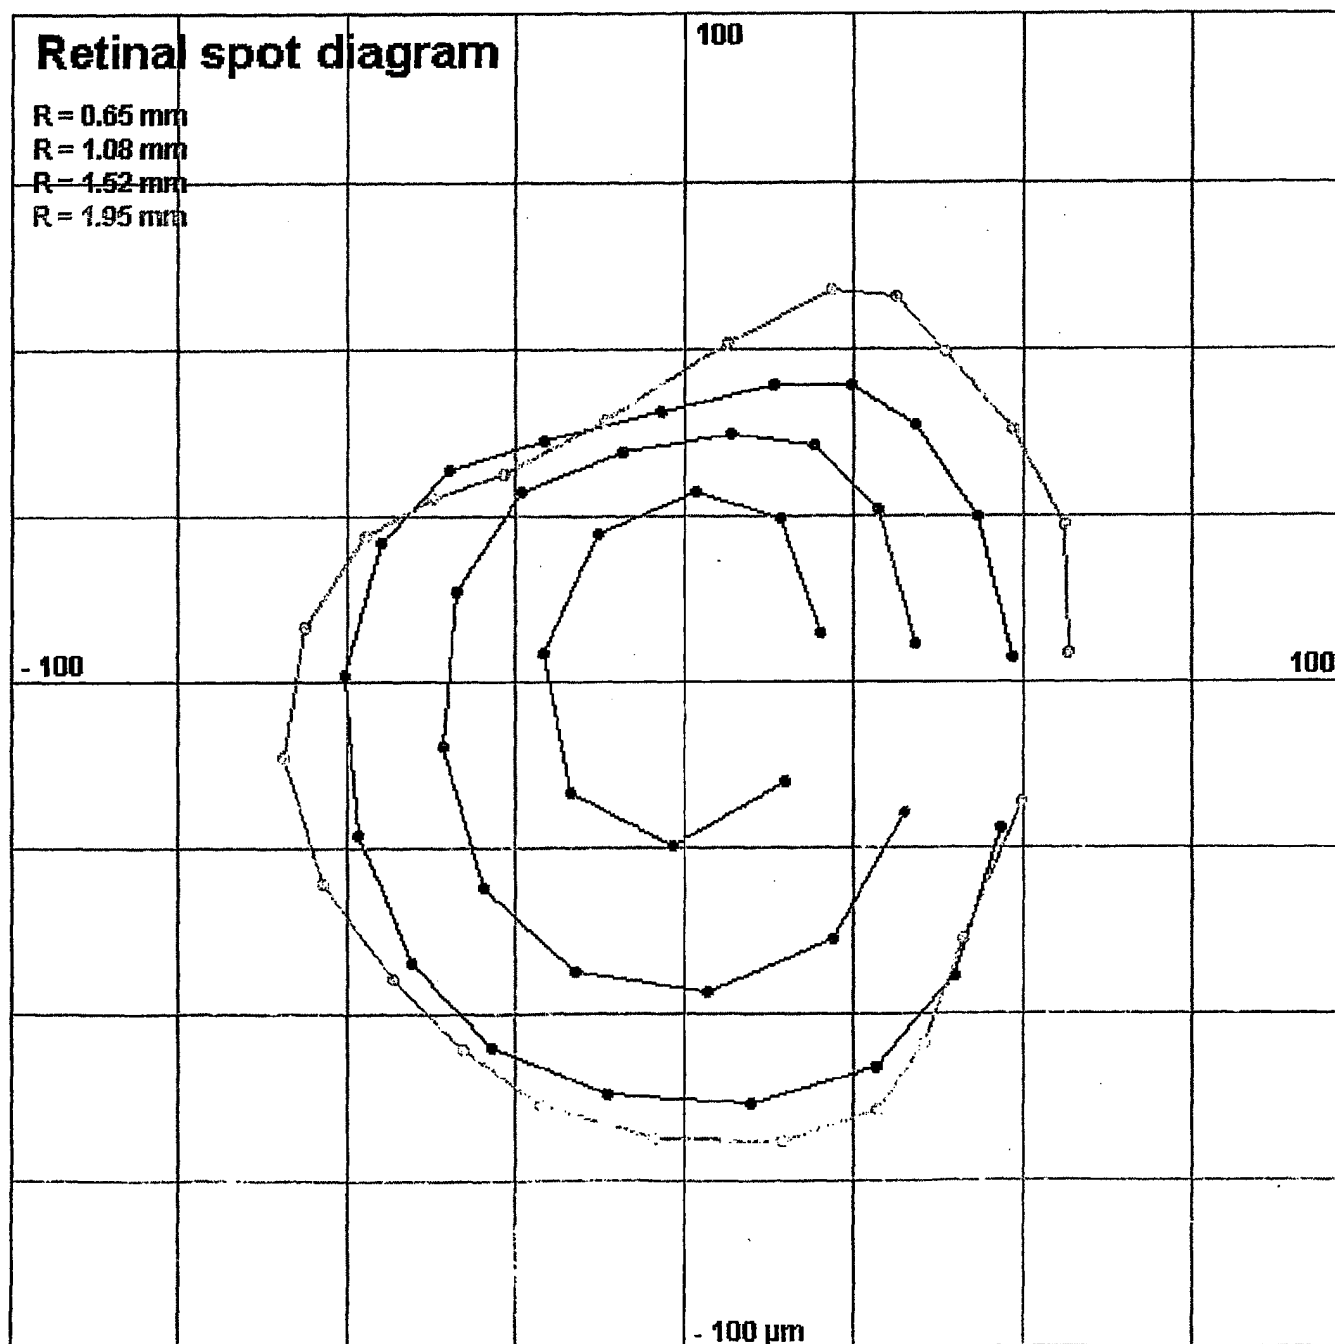 Retinal spot diagram
100
R = 0.65 mm
R = 1.08 mm
R = 1.52 mm
R = 1.95 mm
- 100
100
- 100 µm